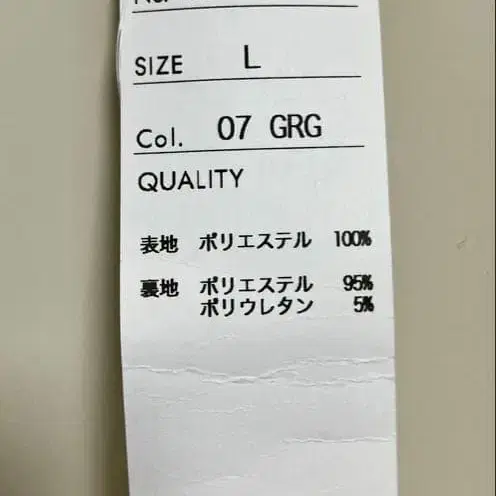 SIZE L
Col. 07 GRG
QUALITY
表地 ポリエステル 100%
裏地 ポリエステル 95%
ポリウレタン 5%